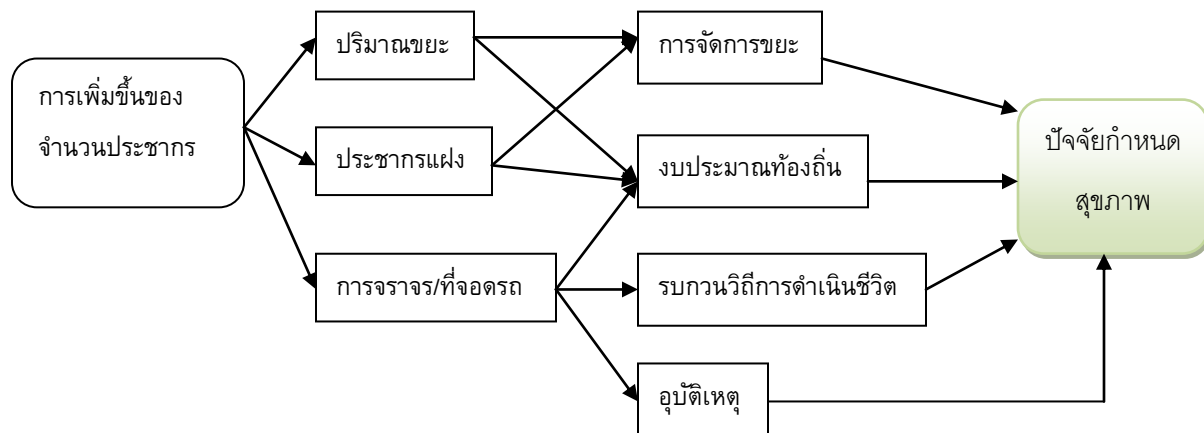 การเพิ่มขึ้นของ
จำนวนประชากร
ปริมาณขยะ
ประชากรแฝง
การจราจร/ที่จอดรถ
การจัดการขยะ
งบประมาณท้องถิ่น
รบกวนวิถีการดำเนินชีวิต
อุบัติเหตุ
ปัจจัยกำหนด
สุขภาพ